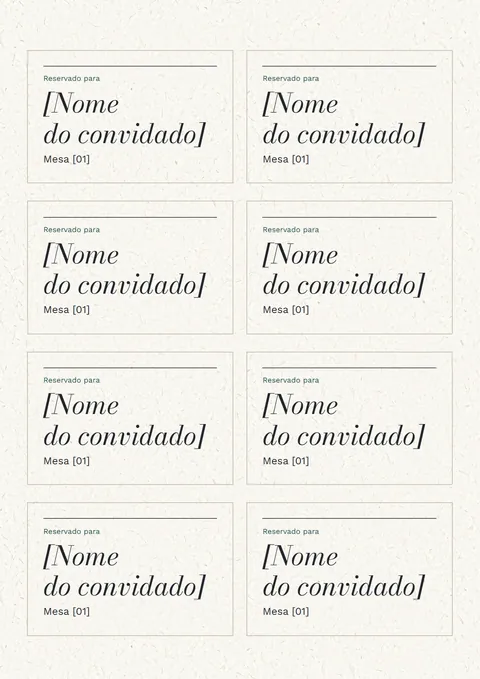 Reservado para
[Nome
do convidado]
Mesa [01]
Reservado para
[Nome
do convidado]
Mesa [01]
Reservado para
[Nome
do convidado]
Mesa [01]
Reservado para
[Nome
do convidado]
Mesa [01]
Reservado para
[Nome
do convidado]
Mesa [01]
Reservado para
[Nome
do convidado]
Mesa [01]
Reservado para
[Nome
do convidado]
Mesa [01]
Reservado para
[Nome
do convidado]
Mesa [01]